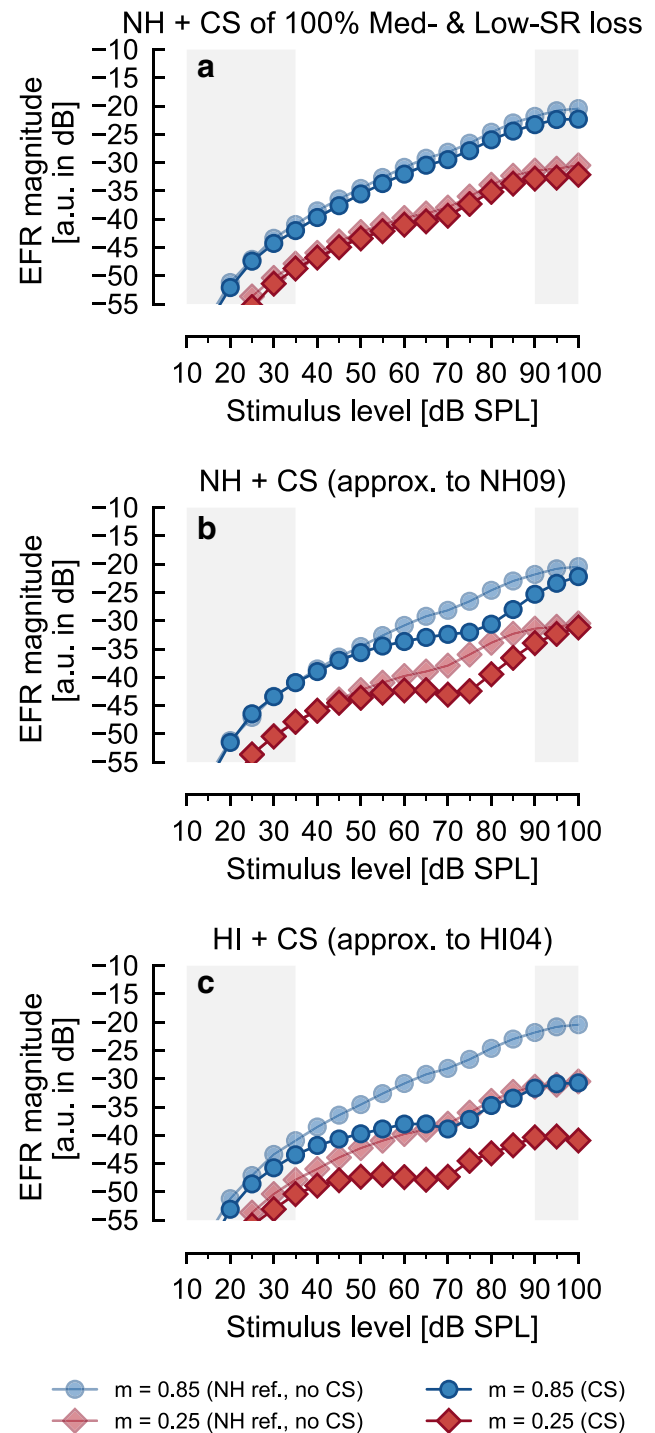 NH + CS of 100% Med- & Low-SR loss
a
EFR magnitude
[a.u. in dB]
−10
−15
−20
−25
−30
−35
−40
−45
−50
−55
10 20 30 40 50 60 70 80 90 100
Stimulus level [dB SPL]
NH + CS (approx. to NH09)
b
EFR magnitude
[a.u. in dB]
−10
−15
−20
−25
−30
−35
−40
−45
−50
−55
10 20 30 40 50 60 70 80 90 100
Stimulus level [dB SPL]
HI + CS (approx. to HI04)
c
EFR magnitude
[a.u. in dB]
−10
−15
−20
−25
−30
−35
−40
−45
−50
−55
10 20 30 40 50 60 70 80 90 100
Stimulus level [dB SPL]
m = 0.85 (NH ref., no CS)
m = 0.85 (CS)
m = 0.25 (NH ref., no CS)
m = 0.25 (CS)